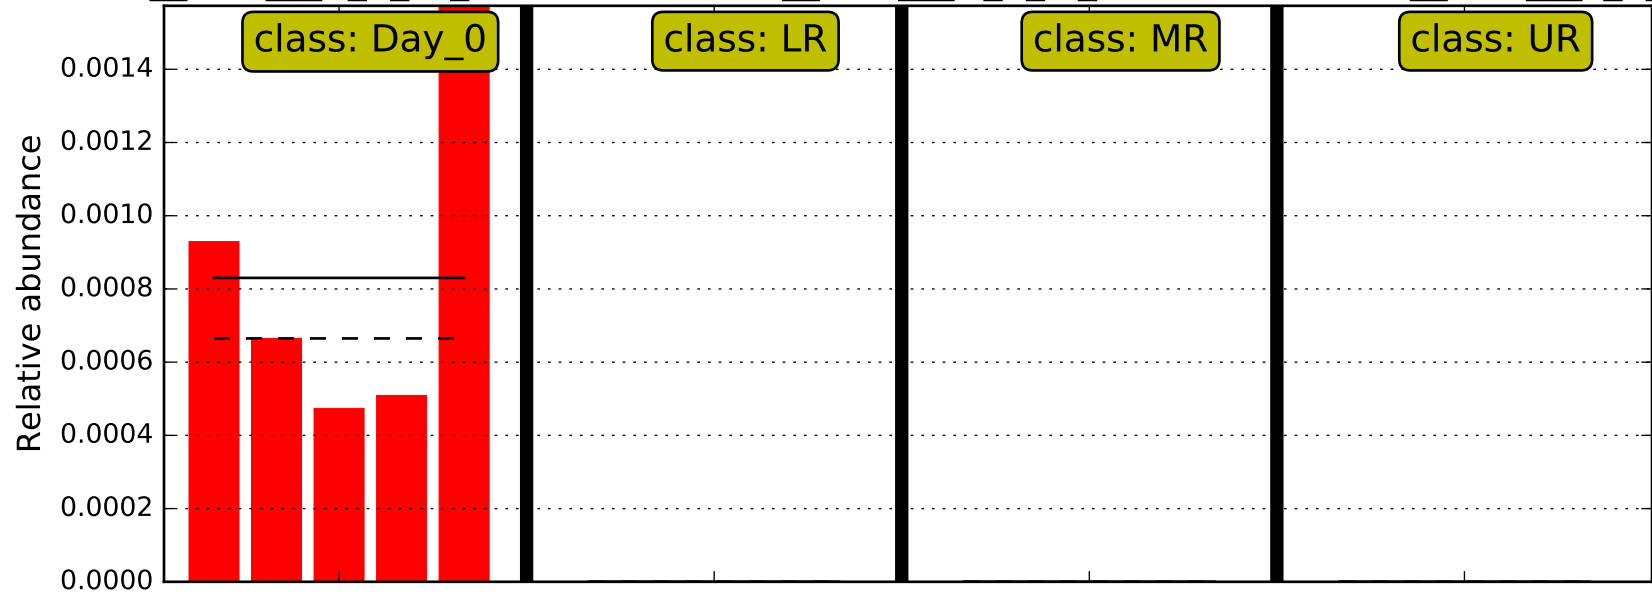 class: Day_0
class: LR
class: MR
class: UR
Relative abundance
0.0014
0.0012
0.0010
0.0008
0.0006
0.0004
0.0002
0.0000